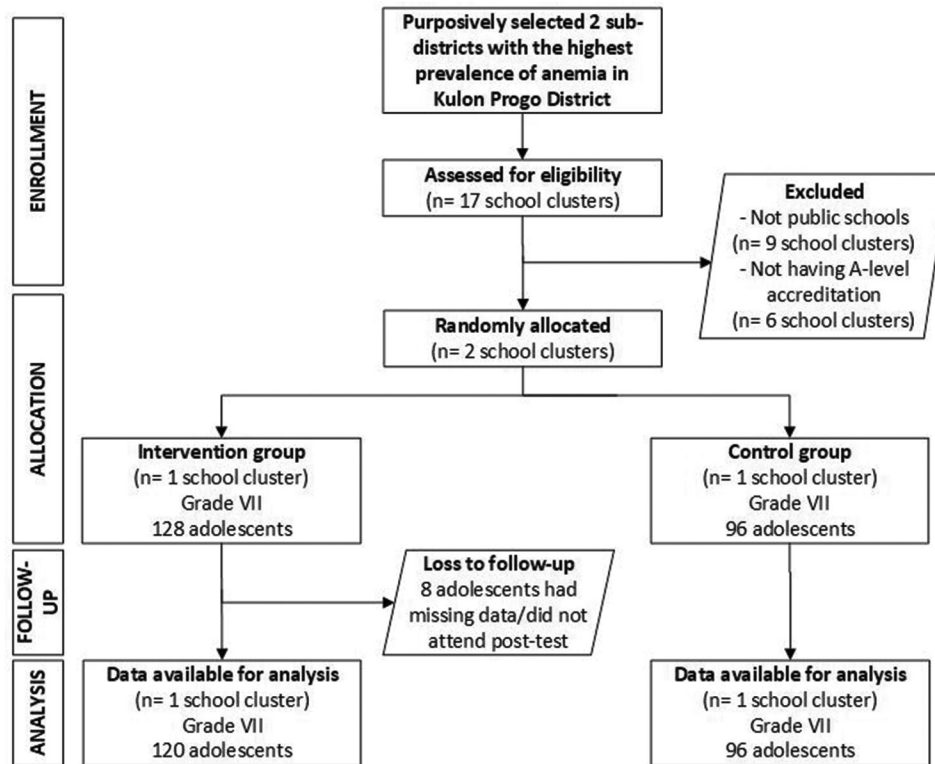 ENROLLMENT
Purposively selected 2 sub-
districts with the highest
prevalence of anemia in
Kulon Progo District
Assessed for eligibility
(n= 17 school clusters)
Excluded
- Not public schools
(n= 9 school clusters)
- Not having A-level
accreditation
(n= 6 school clusters)
ALLOCATION
Randomly allocated
(n= 2 school clusters)
Intervention group
(n= 1 school cluster)
Grade VII
128 adolescents
Control group
(n= 1 school cluster)
Grade VII
96 adolescents
FOLLOW-
UP
Loss to follow-up
8 adolescents had
missing data/did not
attend post-test
ANALYSIS
Data available for analysis
(n= 1 school cluster)
Grade VII
120 adolescents
Data available for analysis
(n= 1 school cluster)
Grade VII
96 adolescents